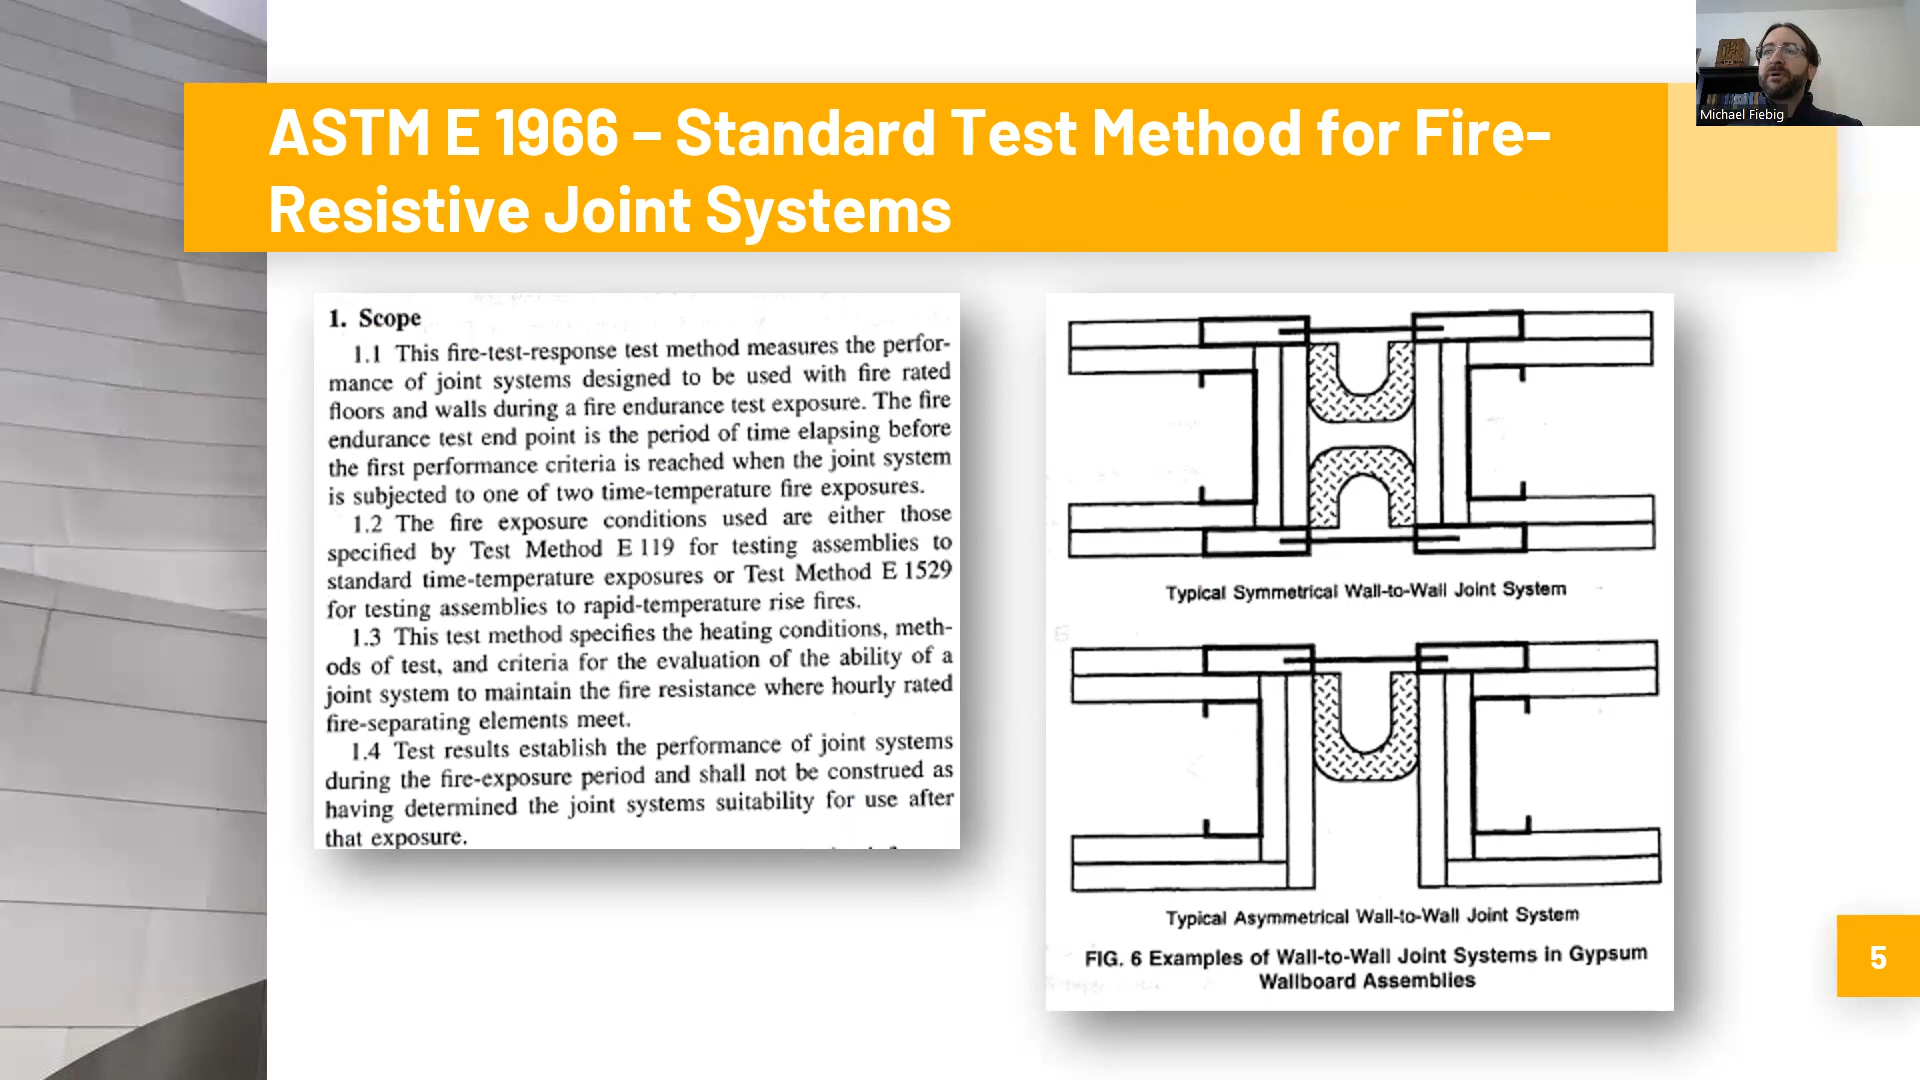 Michael Fiebig
ASTM E 1966 – Standard Test Method for Fire-
Resistive Joint Systems
1. Scope
1.1 This fire-test-response test method measures the perfor-
mance of joint systems designed to be used with fire rated
floors and walls during a fire endurance test exposure. The fire
endurance test end point is the period of time elapsing before
the first performance criteria is reached when the joint system
is subjected to one of two time-temperature fire exposures.
1.2 The fire exposure conditions used are either those
specified by Test Method E 119 for testing assemblies to
standard time-temperature exposures or Test Method E 1529
for testing assemblies to rapid-temperature rise fires.
1.3 This test method specifies the heating conditions, meth-
ods of test, and criteria for the evaluation of the ability of a
joint system to maintain the fire resistance where hourly rated
fire-separating elements meet.
1.4 Test results establish the performance of joint systems
during the fire-exposure period and shall not be construed as
having determined the joint systems suitability for use after
that exposure.
Typical Symmetrical Wall-to-Wall Joint System
Typical Asymmetrical Wall-to-Wall Joint System
FIG. 6 Examples of Wall-to-Wall Joint Systems in Gypsum
Wallboard Assemblies
5